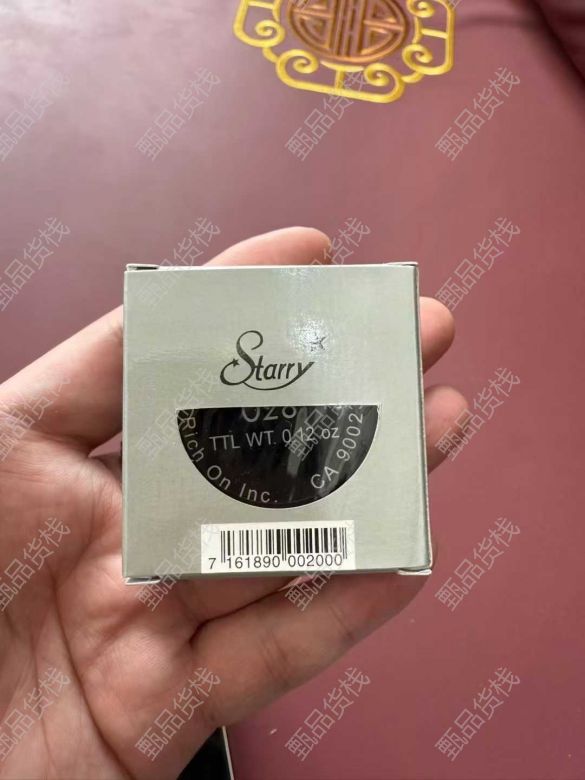 Starry
028
TTL WT. 0.12 oz
Rich On Inc.
CA 9002
7 161890 002000
甄品货栈